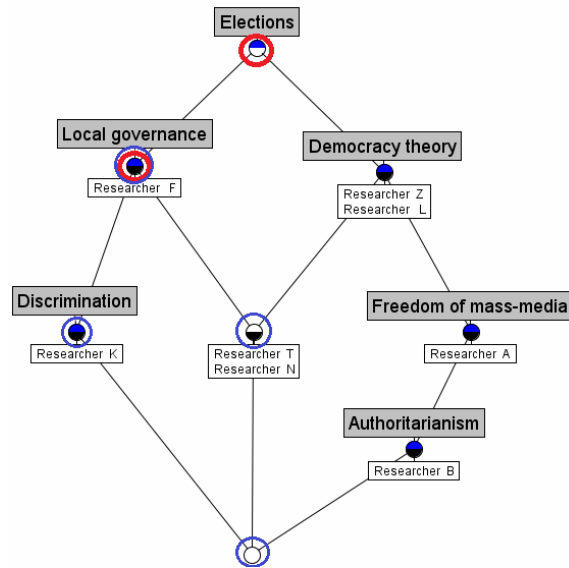 Elections
Local governance
Democracy theory
Researcher F
Researcher Z
Researcher L
Discrimination
Freedom of mass-media
Researcher K
Researcher T
Researcher N
Researcher A
Authoritarianism
Researcher B